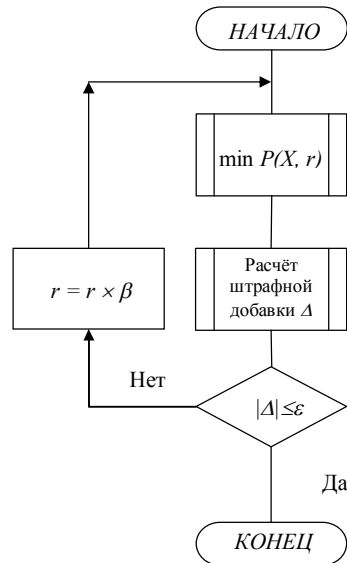 НАЧАЛО
min P(X, r)
Расчёт
штрафной
добавки Δ
r = r × β
Нет
|Δ|≤ε
Да
КОНЕЦ